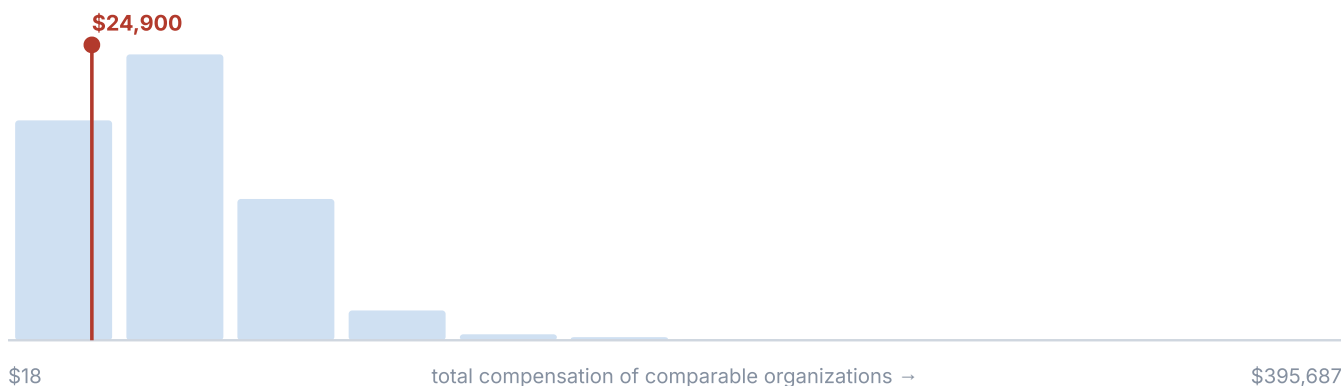 $24,900
$18 total compensation of comparable organizations → $395,687